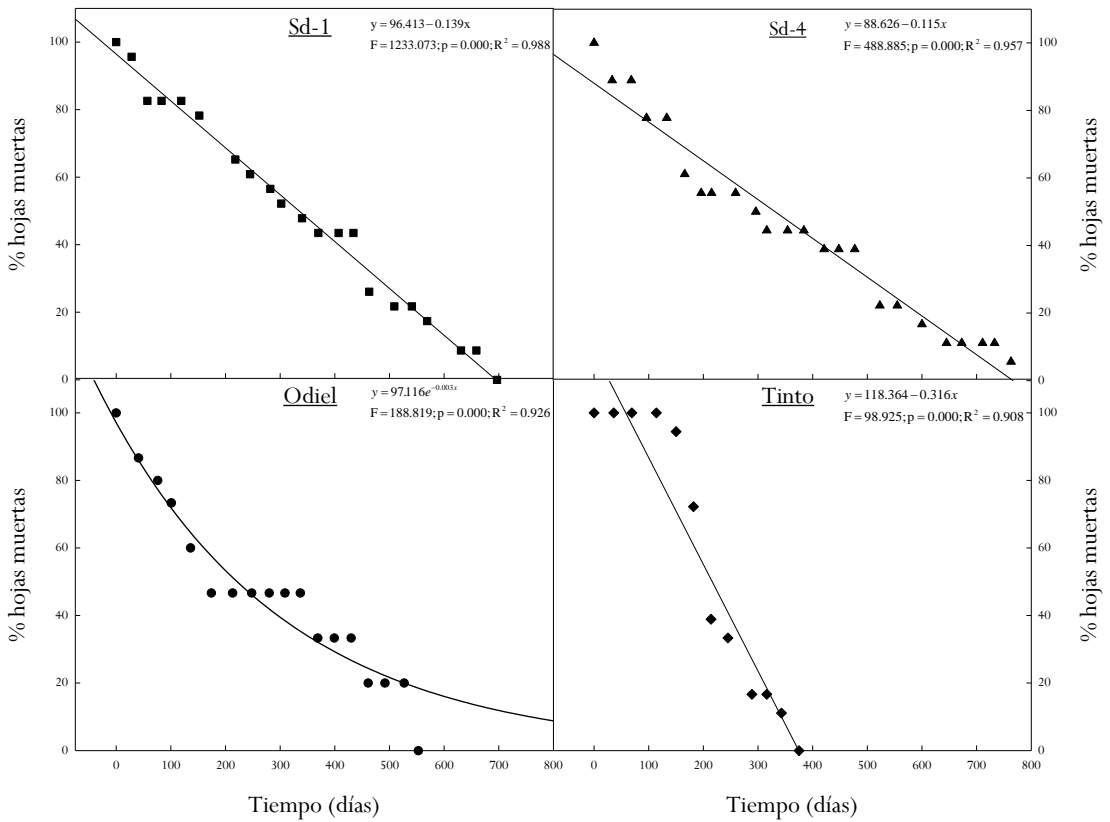 Sd-1
y = 96.413 − 0.139x
F = 1233.073; p = 0.000; R² = 0.988
% hojas muertas
100
80
60
40
20
0
Sd-4
y = 88.626 − 0.115x
F = 488.885; p = 0.000; R² = 0.957
100
80
60
40
20
0
% hojas muertas
Odiel
y = 97.116e^−0.003x
F = 188.819; p = 0.000; R² = 0.926
% hojas muertas
100
80
60
40
20
0
0 100 200 300 400 500 600 700 800
Tiempo (días)
Tinto
y = 118.364 − 0.316x
F = 98.925; p = 0.000; R² = 0.908
100
80
60
40
20
0
% hojas muertas
0 100 200 300 400 500 600 700 800
Tiempo (días)